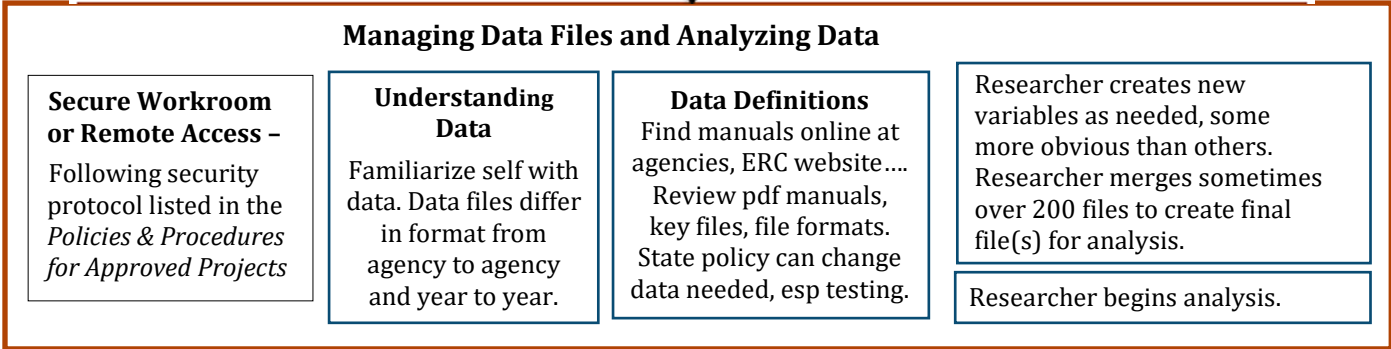 Managing Data Files and Analyzing Data
Secure Workroom
or Remote Access –
Following security
protocol listed in the
Policies & Procedures
for Approved Projects
Understanding
Data
Familiarize self with
data. Data files differ
in format from
agency to agency
and year to year.
Data Definitions
Find manuals online at
agencies, ERC website….
Review pdf manuals,
key files, file formats.
State policy can change
data needed, esp testing.
Researcher creates new
variables as needed, some
more obvious than others.
Researcher merges sometimes
over 200 files to create final
file(s) for analysis.
Researcher begins analysis.